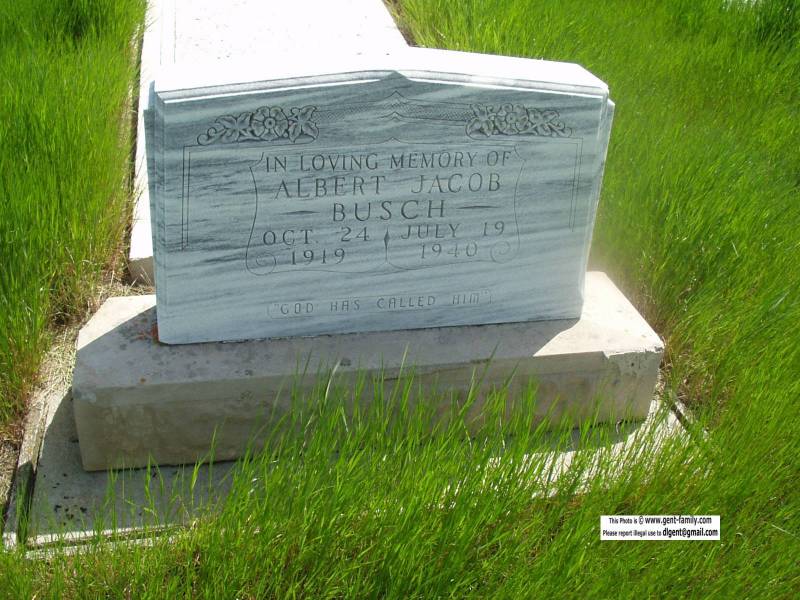 IN LOVING MEMORY OF
ALBERT JACOB
BUSCH
OCT. 24 JULY 19
1919 1940
("GOD HAS CALLED HIM")
This Photo is © www.gent-family.com
Please report illegal use to dlgent@gmail.com